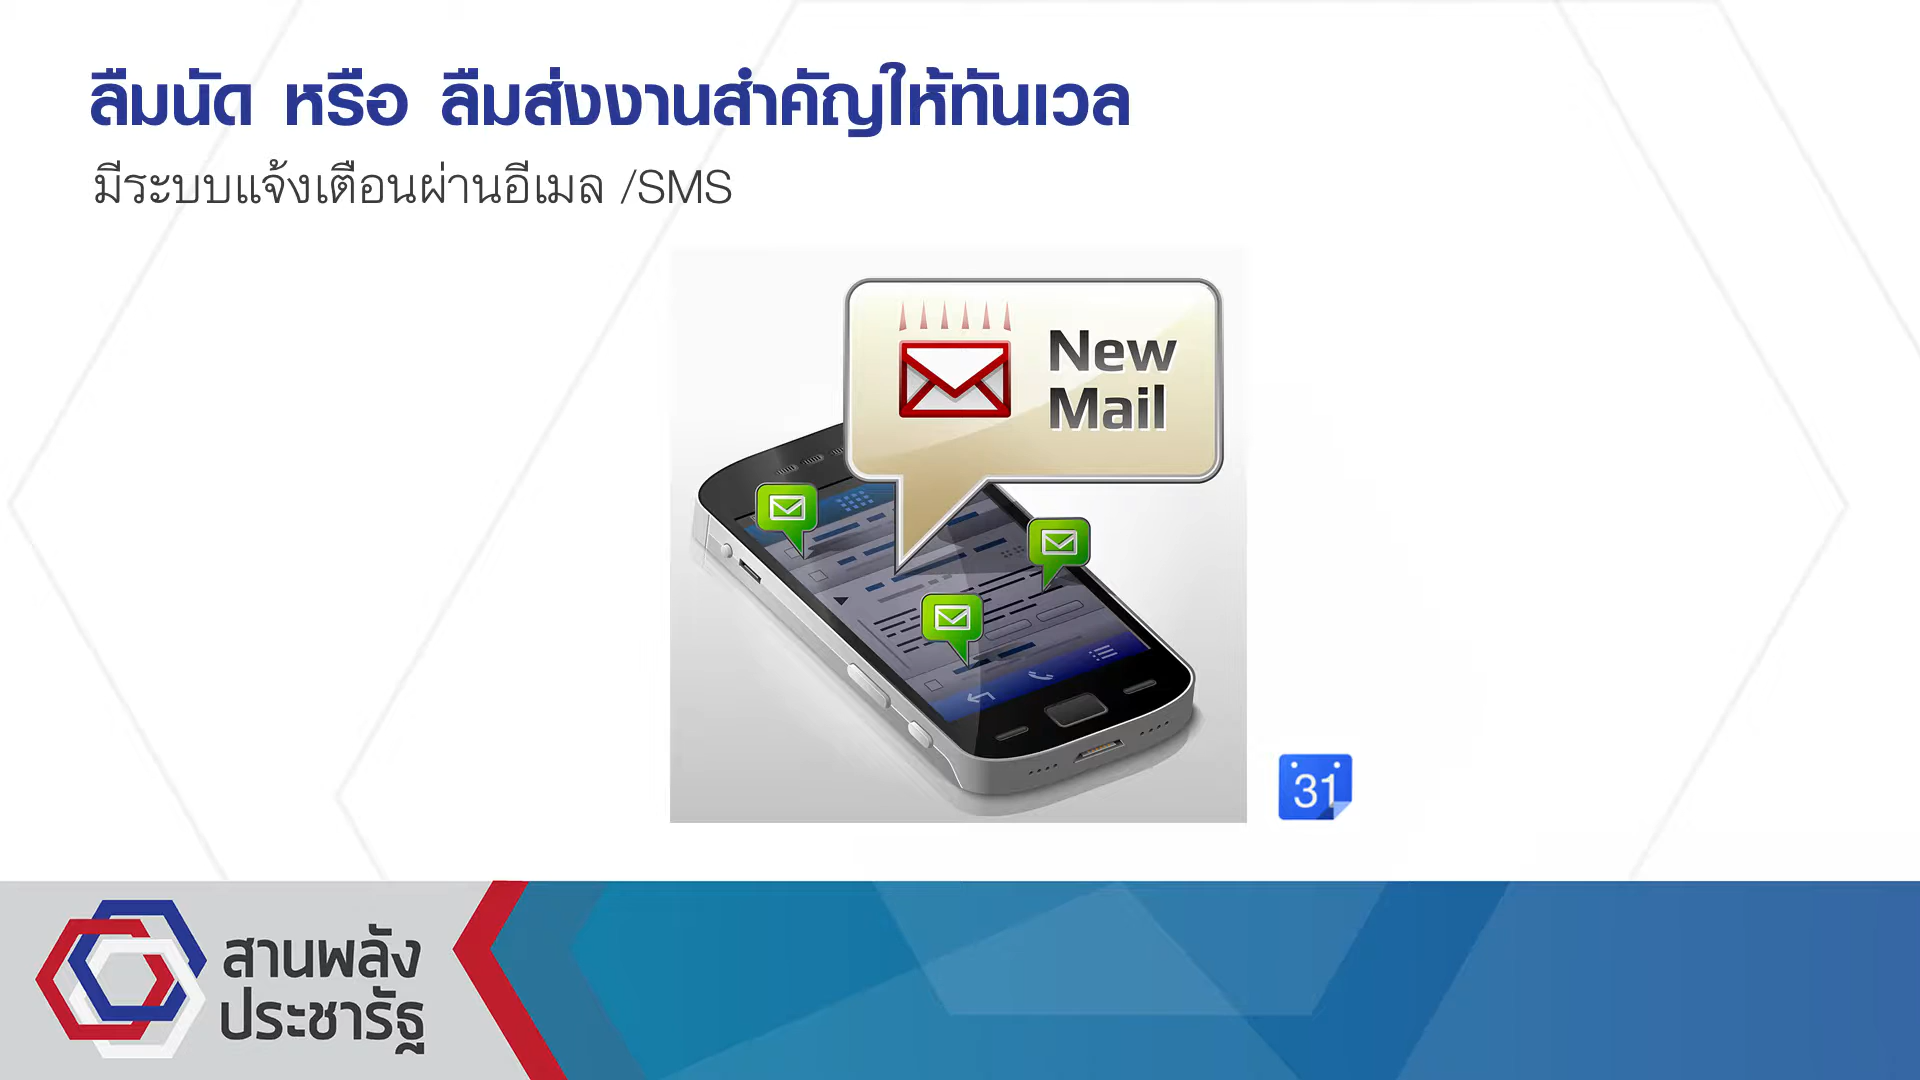 ลืมนัด หรือ ลืมส่งงานสำคัญให้ทันเวล
มีระบบแจ้งเตือนผ่านอีเมล /SMS
New
Mail
31
สานพลัง
ประชารัฐ